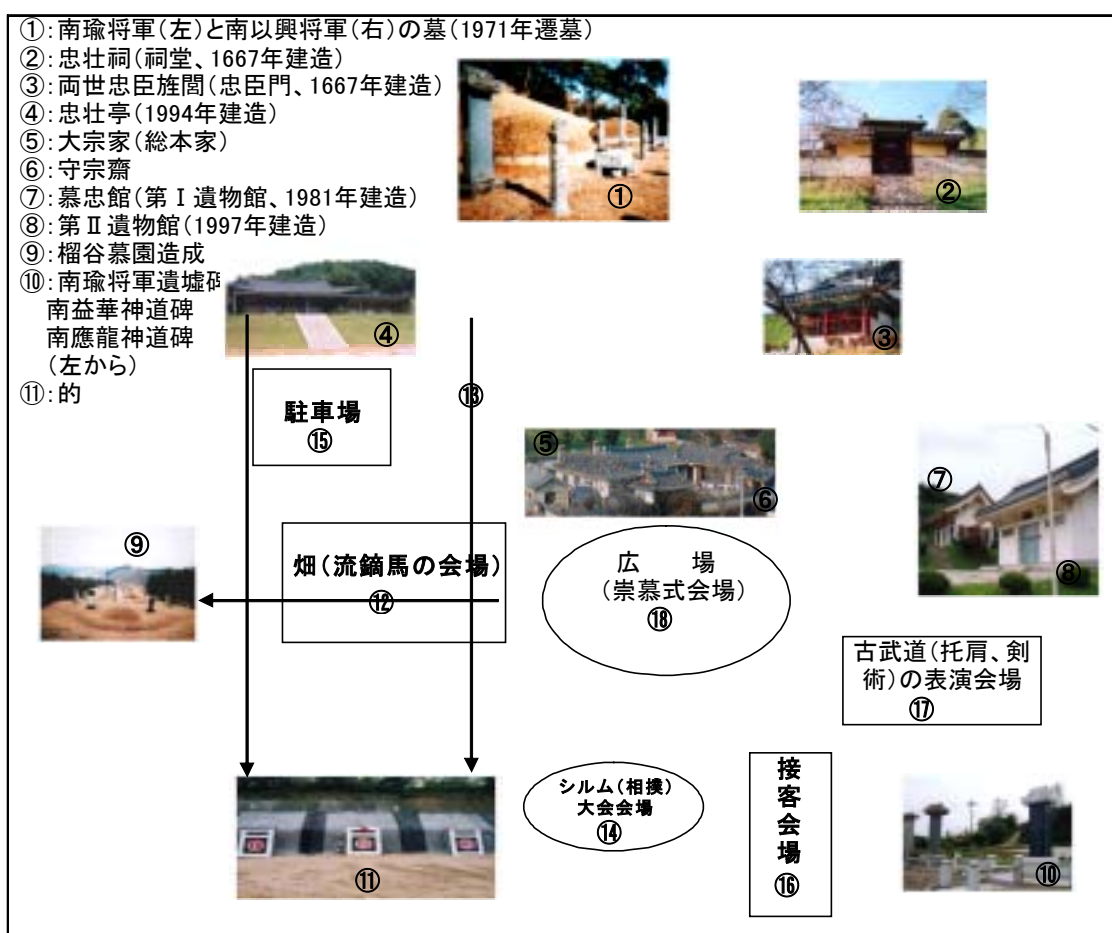 ①:南瑜将軍(左)と南以興将軍(右)の墓(1971年遷墓)
②:忠壮祠(祠堂、1667年建造)
③:両世忠臣旌閭(忠臣門、1667年建造)
④:忠壮亭(1994年建造)
⑤:大宗家(総本家)
⑥:守宗齋
⑦:慕忠館(第Ⅰ遺物館、1981年建造)
⑧:第Ⅱ遺物館(1997年建造)
⑨:榴谷慕園造成
⑩:南瑜将軍遺墟碑
南益華神道碑
南應龍神道碑
(左から)
⑪:的
①
②
③
④
駐車場
⑮
⑬
⑤
⑥
⑦
⑧
⑨
畑(流鏑馬の会場)
⑫
広 場
(崇慕式会場)
⑱
古武道(托肩、剣
術)の表演会場
⑰
シルム(相撲)
大会会場
⑭
接客会場
⑯
⑩
⑪